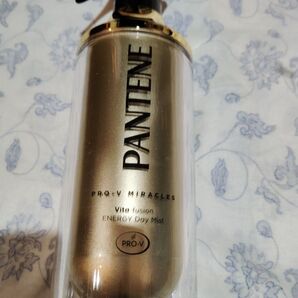 PANTENE
PRO-V MIRACLES
Vita fusion
ENERGY Day Mist
PRO-V